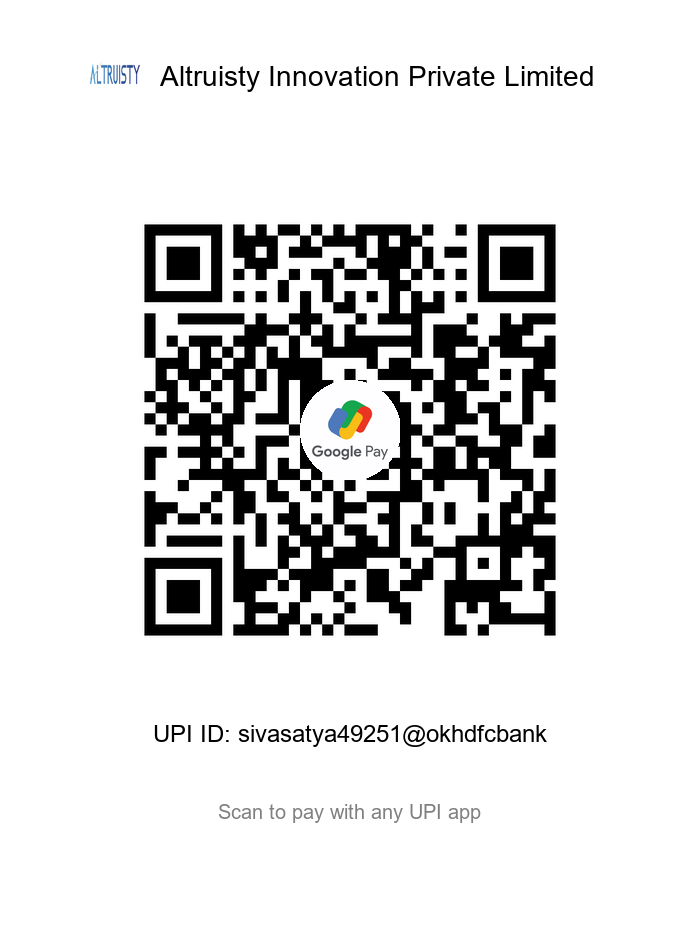 ALTRUISTY Altruisty Innovation Private Limited
Google Pay
UPI ID: sivasatya49251@okhdfcbank
Scan to pay with any UPI app